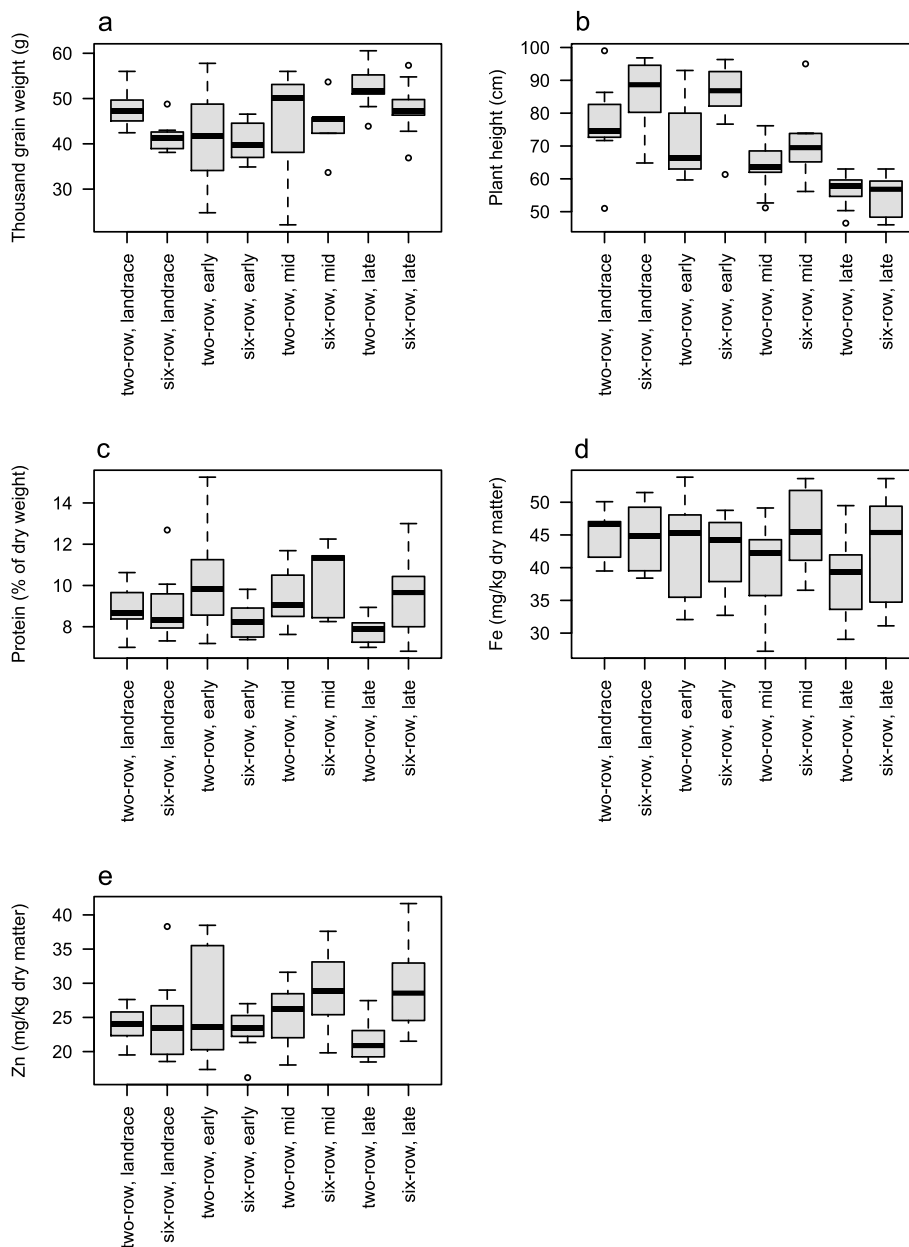 a
Thousand grain weight (g)
60
50
40
30
two-row, landrace
six-row, landrace
two-row, early
six-row, early
two-row, mid
six-row, mid
two-row, late
six-row, late
b
Plant height (cm)
100
90
80
70
60
50
two-row, landrace
six-row, landrace
two-row, early
six-row, early
two-row, mid
six-row, mid
two-row, late
six-row, late
c
Protein (% of dry weight)
14
12
10
8
two-row, landrace
six-row, landrace
two-row, early
six-row, early
two-row, mid
six-row, mid
two-row, late
six-row, late
d
Fe (mg/kg dry matter)
50
45
40
35
30
two-row, landrace
six-row, landrace
two-row, early
six-row, early
two-row, mid
six-row, mid
two-row, late
six-row, late
e
Zn (mg/kg dry matter)
40
35
30
25
20
two-row, landrace
six-row, landrace
two-row, early
six-row, early
two-row, mid
six-row, mid
two-row, late
six-row, late